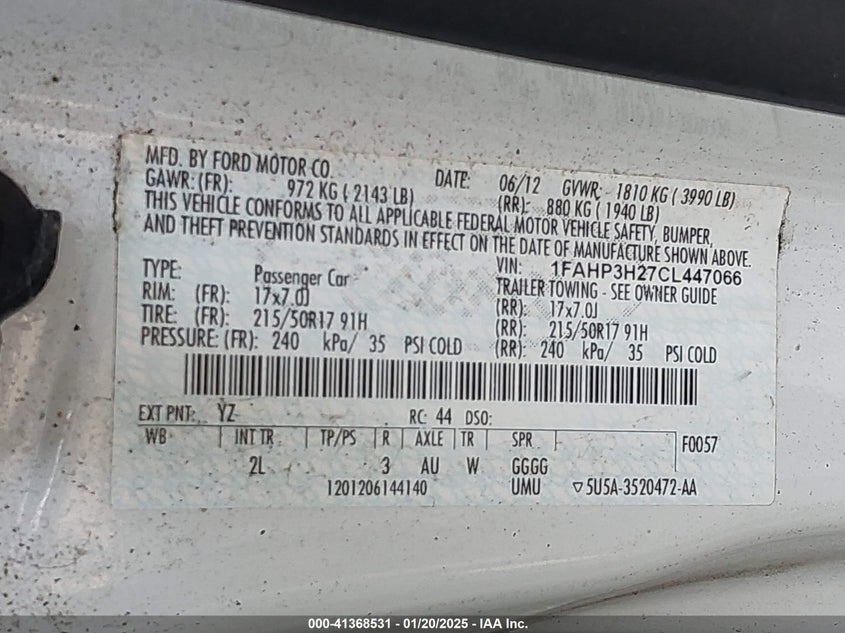 MFD. BY FORD MOTOR CO. DATE: 06/12 GVWR: 1810 KG ( 3990 LB)
GAWR: (FR): 972 KG ( 2143 LB) (RR): 880 KG ( 1940 LB)
THIS VEHICLE CONFORMS TO ALL APPLICABLE FEDERAL MOTOR VEHICLE SAFETY, BUMPER,
AND THEFT PREVENTION STANDARDS IN EFFECT ON THE DATE OF MANUFACTURE SHOWN ABOVE.
VIN: 1FAHP3H27CL447066
TYPE: Passenger Car TRAILER TOWING - SEE OWNER GUIDE
RIM: (FR): 17x7.0J (RR): 17x7.0J
TIRE: (FR): 215/50R17 91H (RR): 215/50R17 91H
PRESSURE: (FR): 240 kPa/ 35 PSI COLD (RR): 240 kPa/ 35 PSI COLD
EXT PNT: YZ RC: 44 DSO:
WB INT TR TP/PS R AXLE TR SPR F0057
2L 3 AU W GGGG
1201206144140 UMU ▽5U5A-3520472-AA
000-41368531 - 01/20/2025 - IAA Inc.